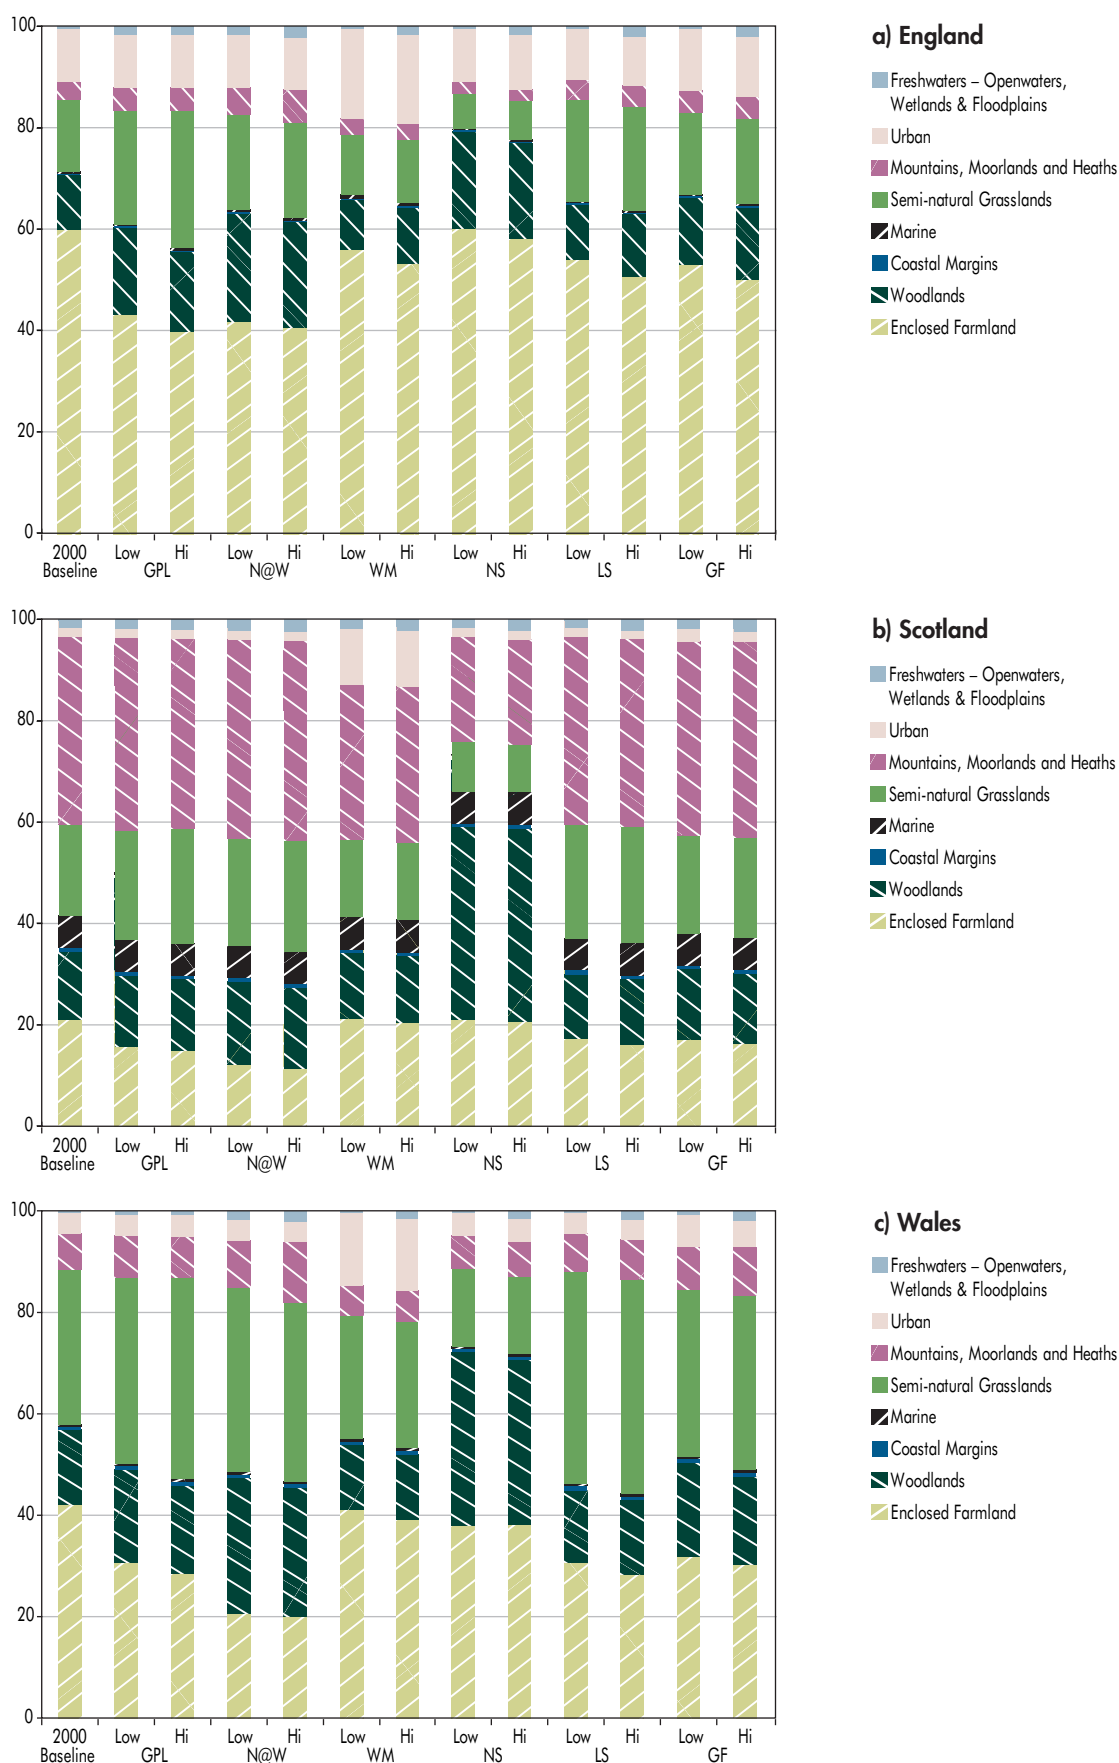 100
80
60
40
20
0
2000 Low Hi Low Hi Low Hi Low Hi Low Hi Low Hi
Baseline GPL N@W WM NS LS GF
a) England
Freshwaters – Openwaters,
Wetlands & Floodplains
Urban
Mountains, Moorlands and Heaths
Semi-natural Grasslands
Marine
Coastal Margins
Woodlands
Enclosed Farmland
100
80
60
40
20
0
2000 Low Hi Low Hi Low Hi Low Hi Low Hi Low Hi
Baseline GPL N@W WM NS LS GF
b) Scotland
Freshwaters – Openwaters,
Wetlands & Floodplains
Urban
Mountains, Moorlands and Heaths
Semi-natural Grasslands
Marine
Coastal Margins
Woodlands
Enclosed Farmland
100
80
60
40
20
0
2000 Low Hi Low Hi Low Hi Low Hi Low Hi Low Hi
Baseline GPL N@W WM NS LS GF
c) Wales
Freshwaters – Openwaters,
Wetlands & Floodplains
Urban
Mountains, Moorlands and Heaths
Semi-natural Grasslands
Marine
Coastal Margins
Woodlands
Enclosed Farmland